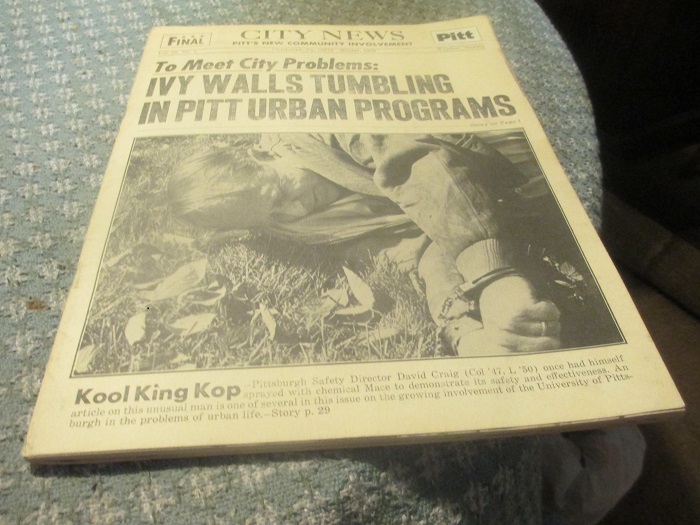 FINAL
CITY NEWS
PITT'S NEW COMMUNITY INVOLVEMENT
Pitt
To Meet City Problems:
IVY WALLS TUMBLING
IN PITT URBAN PROGRAMS
Kool King Kop—Pittsburgh Safety Director David Craig (Col '47, L '50) once had himself
sprayed with chemical Mace to demonstrate its safety and effectiveness. An
article on this unusual man is one of several in this issue on the growing involvement of the University of Pitts-
burgh in the problems of urban life.—Story p. 29